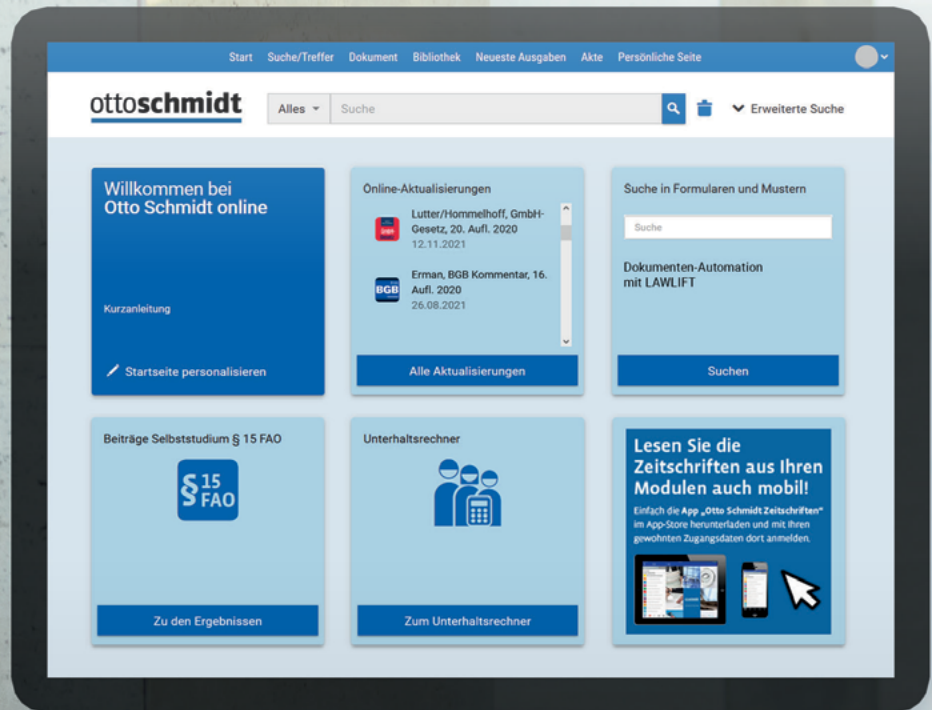 Start Suche/Treffer Dokument Bibliothek Neueste Ausgaben Akte Persönliche Seite
ottoschmidt
Alles
Suche
Erweiterte Suche
Willkommen bei
Otto Schmidt online
Kurzanleitung
Startseite personalisieren
Online-Aktualisierungen
Lutter/Hommelhoff, GmbH-
Gesetz, 20. Aufl. 2020
12.11.2021
BGB
Erman, BGB Kommentar, 16.
Aufl. 2020
26.08.2021
Alle Aktualisierungen
Suche in Formularen und Mustern
Suche
Dokumenten-Automation
mit LAWLIFT
Suchen
Beiträge Selbststudium § 15 FAO
§ 15
FAO
Zu den Ergebnissen
Unterhaltsrechner
Zum Unterhaltsrechner
Lesen Sie die
Zeitschriften aus Ihren
Modulen auch mobil!
Einfach die App „Otto Schmidt Zeitschriften“
im App-Store herunterladen und mit Ihren
gewohnten Zugangsdaten dort anmelden.